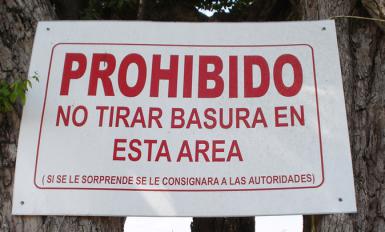 PROHIBIDO
NO TIRAR BASURA EN
ESTA AREA
( SI SE LE SORPRENDE SE LE CONSIGNARA A LAS AUTORIDADES)